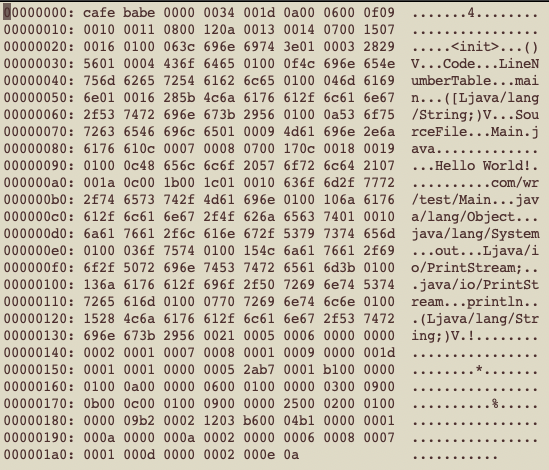 00000000: cafe babe 0000 0034 001d 0a00 0600 0f09  .......4........
00000010: 0010 0011 0800 120a 0013 0014 0700 1507  ................
00000020: 0016 0100 063c 696e 6974 3e01 0003 2829  .....<init>...()
00000030: 5601 0004 436f 6465 0100 0f4c 696e 654e  V...Code...LineN
00000040: 756d 6265 7254 6162 6c65 0100 046d 6169  umberTable...mai
00000050: 6e01 0016 285b 4c6a 6176 612f 6c61 6e67  n...([Ljava/lang
00000060: 2f53 7472 696e 673b 2956 0100 0a53 6f75  /String;)V...Sou
00000070: 7263 6546 696c 6501 0009 4d61 696e 2e6a  rceFile...Main.j
00000080: 6176 610c 0007 0008 0700 170c 0018 0019  ava.............
00000090: 0100 0c48 656c 6c6f 2057 6f72 6c64 2107  ...Hello World!.
000000a0: 001a 0c00 1b00 1c01 0010 636f 6d2f 7772  ..........com/wr
000000b0: 2f74 6573 742f 4d61 696e 0100 106a 6176  /test/Main...jav
000000c0: 612f 6c61 6e67 2f4f 626a 6563 7401 0010  a/lang/Object...
000000d0: 6a61 7661 2f6c 616e 672f 5379 7374 656d  java/lang/System
000000e0: 0100 036f 7574 0100 154c 6a61 7661 2f69  ...out...Ljava/i
000000f0: 6f2f 5072 696e 7453 7472 6561 6d3b 0100  o/PrintStream;..
00000100: 136a 6176 612f 696f 2f50 7269 6e74 5374  .java/io/PrintSt
00000110: 7265 616d 0100 0770 7269 6e74 6c6e 0100  ream...println..
00000120: 1528 4c6a 6176 612f 6c61 6e67 2f53 7472  .(Ljava/lang/Str
00000130: 696e 673b 2956 0021 0005 0006 0000 0000  ing;)V.!........
00000140: 0002 0001 0007 0008 0001 0009 0000 001d  ................
00000150: 0001 0001 0000 0005 2ab7 0001 b100 0000  ........*.......
00000160: 0100 0a00 0000 0600 0100 0000 0300 0900  ................
00000170: 0b00 0c00 0100 0900 0000 2500 0200 0100  ..........%.....
00000180: 0000 09b2 0002 1203 b600 04b1 0000 0001  ................
00000190: 000a 0000 000a 0002 0000 0006 0008 0007  ................
000001a0: 0001 000d 0000 0002 000e 0a  ...........